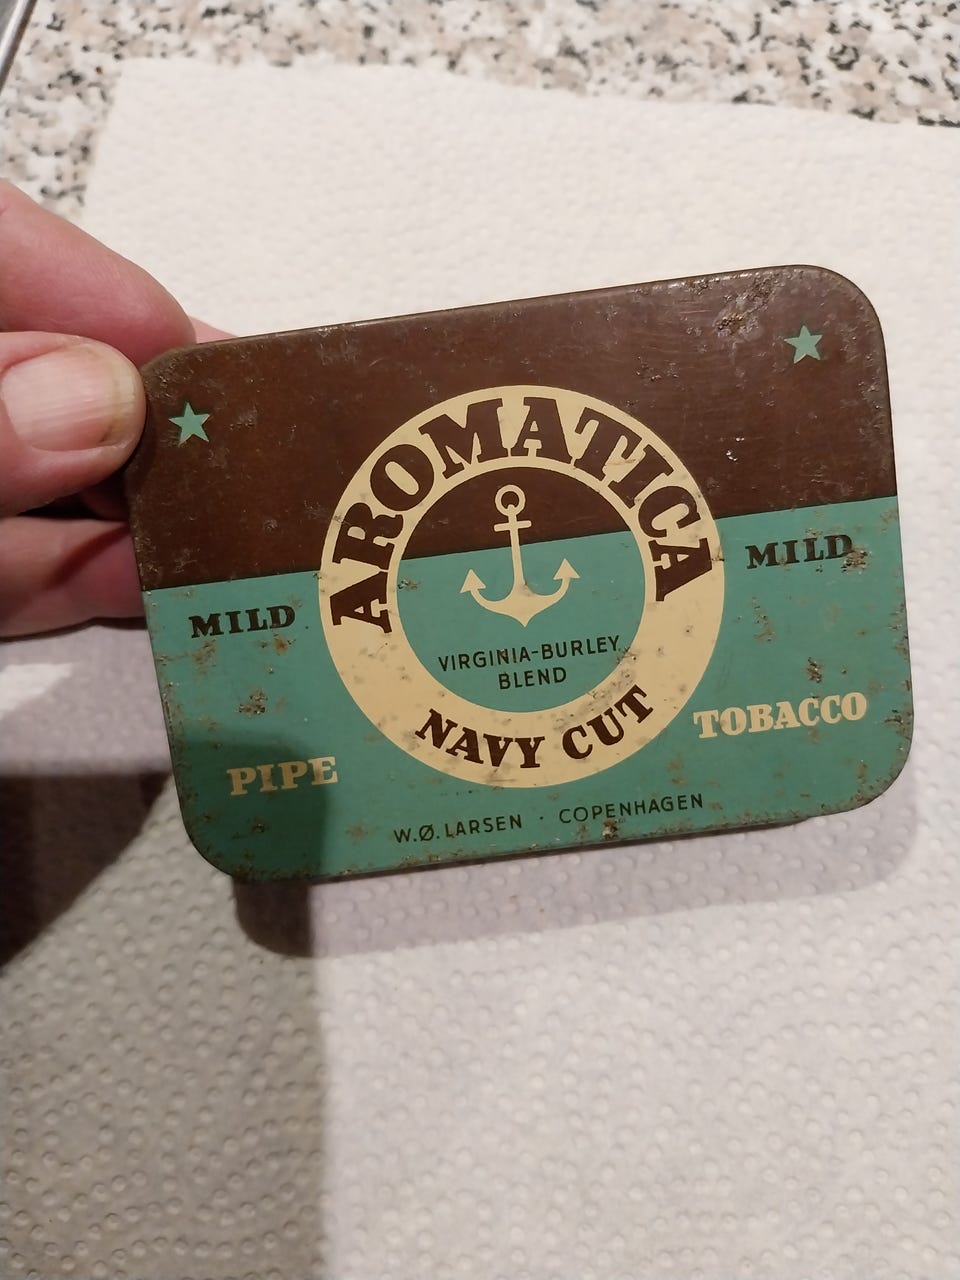 AROMATICA
MILD
MILD
VIRGINIA-BURLEY
BLEND
NAVY CUT
PIPE
TOBACCO
W.Ø. LARSEN · COPENHAGEN